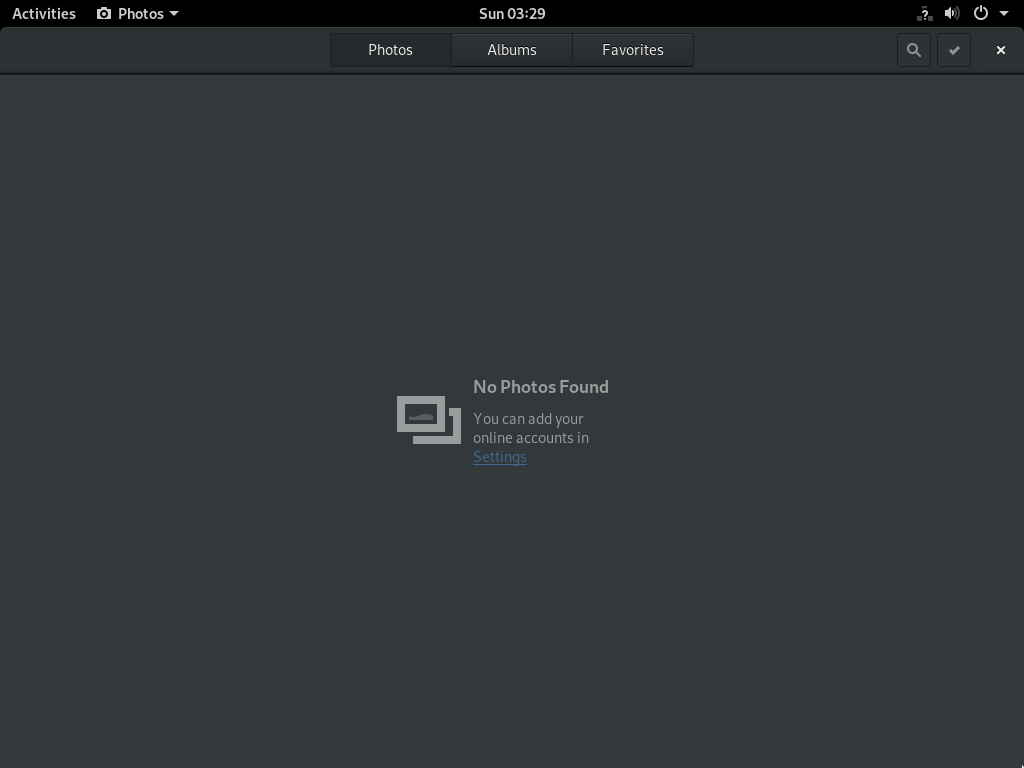 Activities Photos Sun 03:29
Photos Albums Favorites
No Photos Found
You can add your
online accounts in
Settings